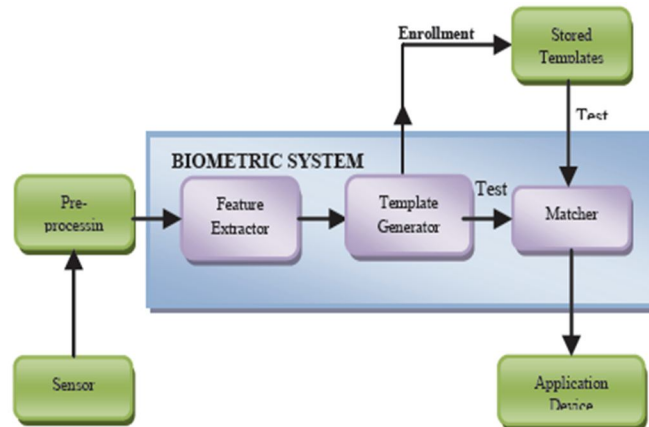 Enrollment
Stored
Templates
Test
BIOMETRIC SYSTEM
Pre-
processin
Feature
Extractor
Template
Generator
Test
Matcher
Sensor
Application
Device